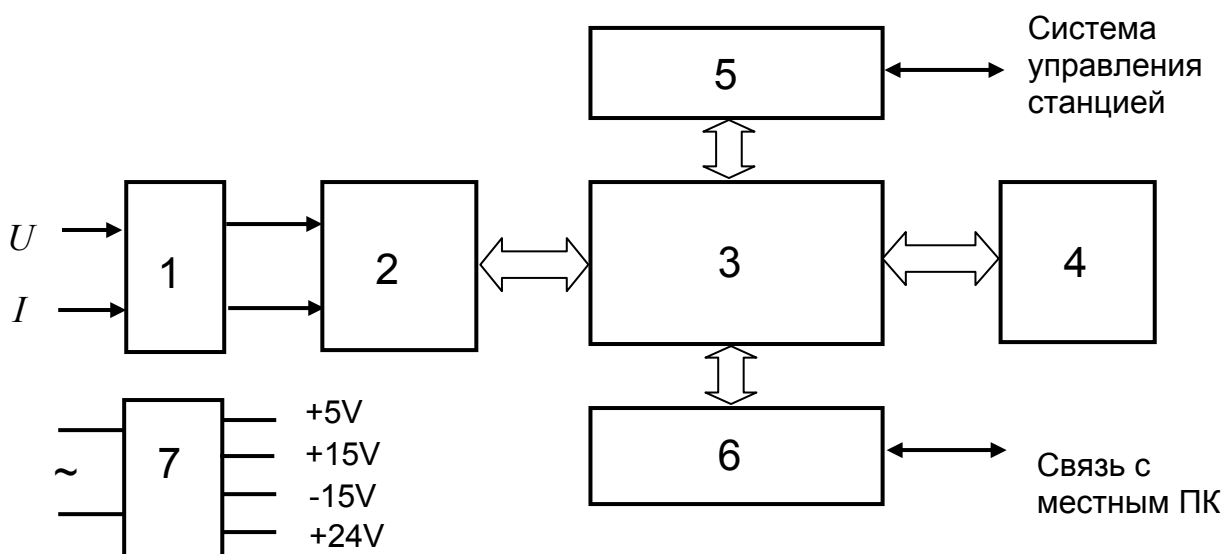 Система
управления
станцией
5
U
I
1
2
3
4
~
7
+5V
+15V
-15V
+24V
6
Связь с
местным ПК